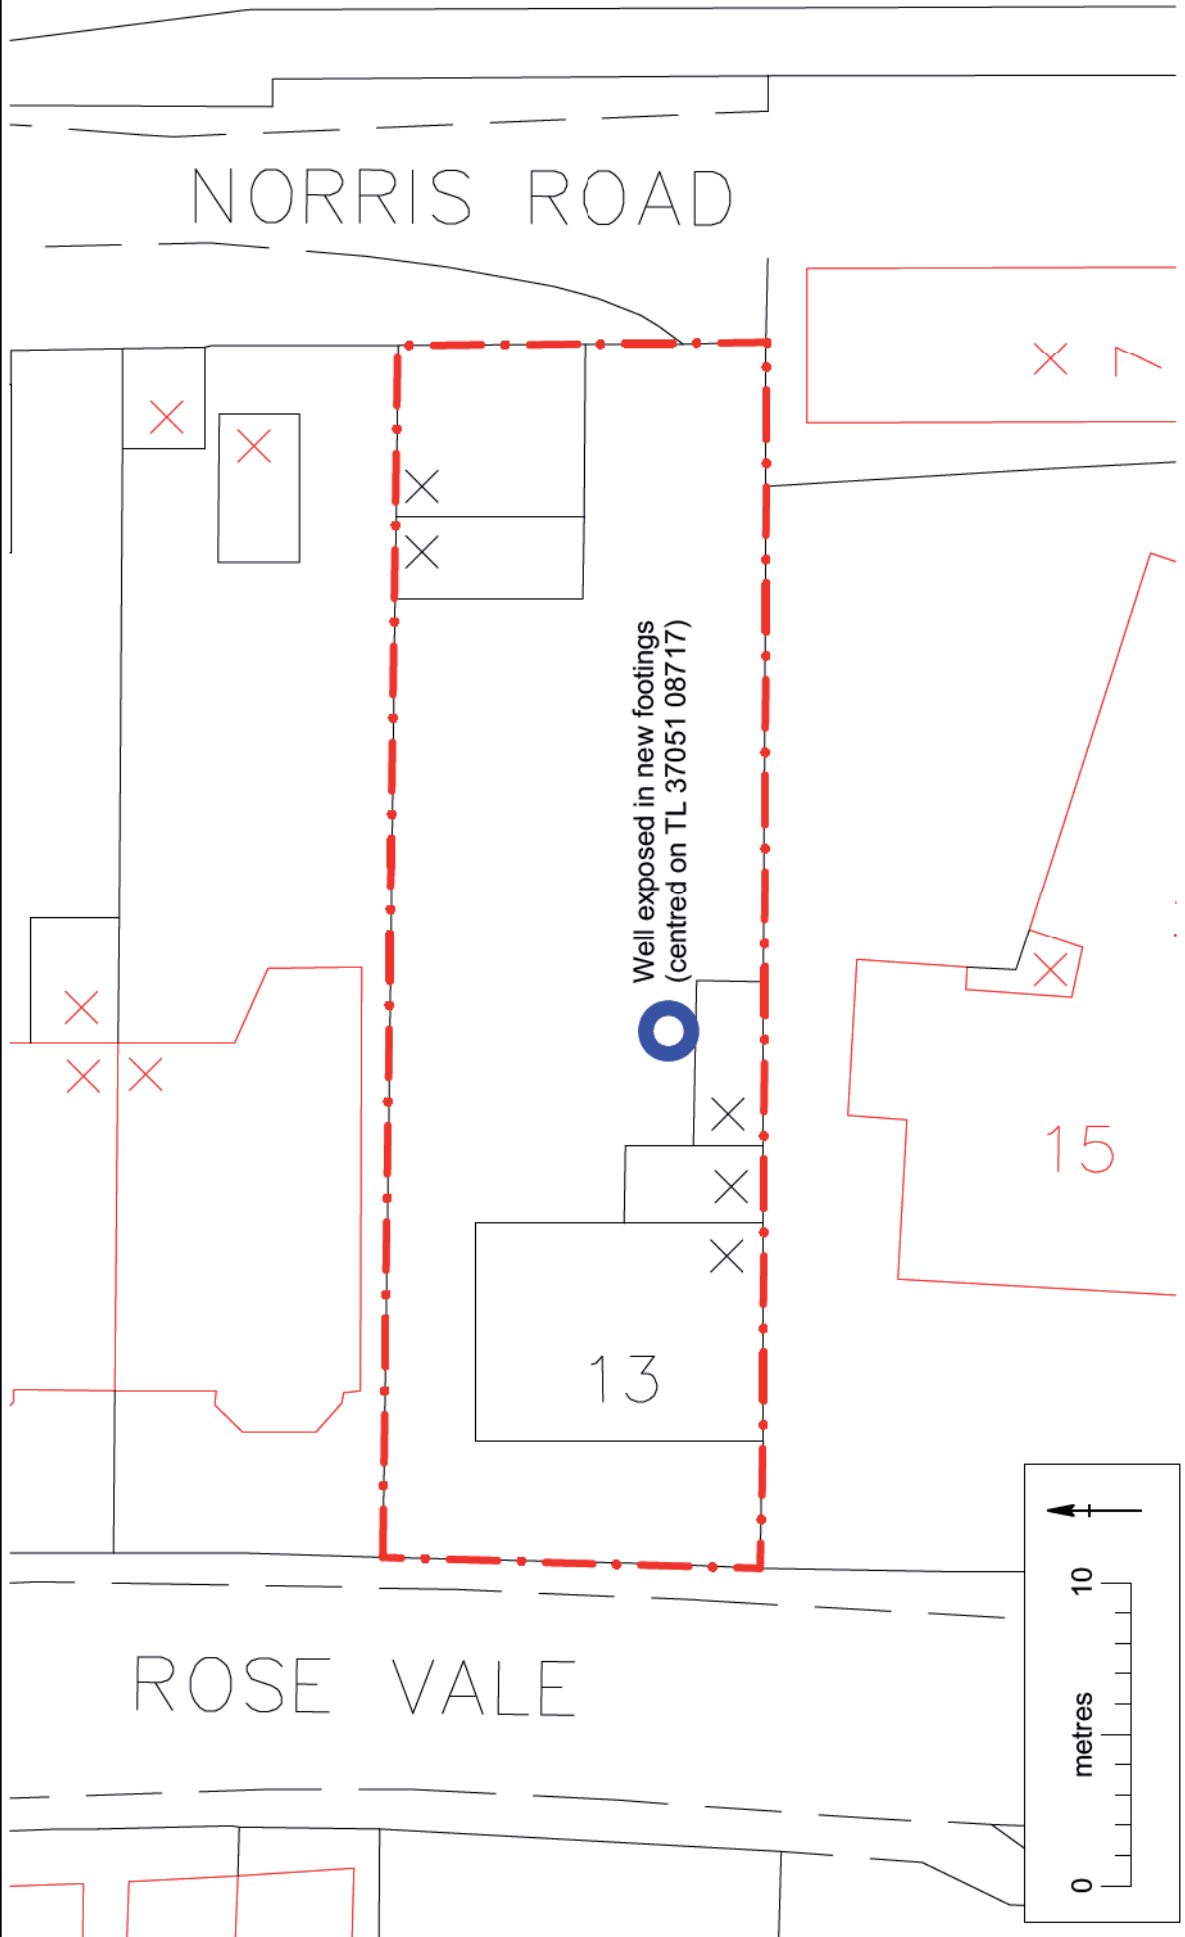 NORRIS ROAD
7
Well exposed in new footings
(centred on TL 37051 08717)
15
13
ROSE VALE
0 metres 10